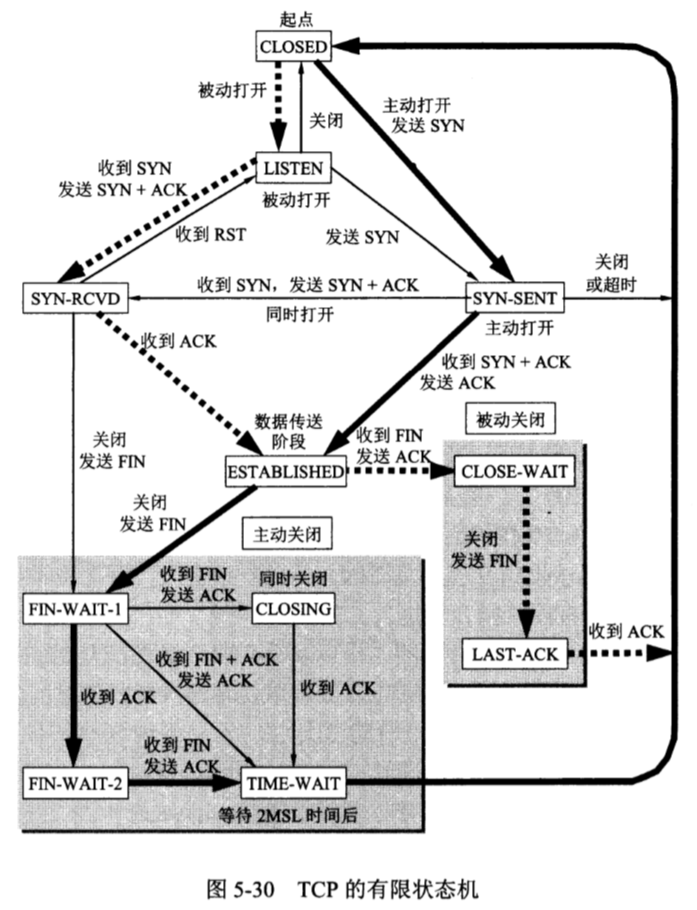 起点
CLOSED
被动打开
关闭
主动打开
发送 SYN
收到 SYN
发送 SYN + ACK
LISTEN
被动打开
收到 RST
发送 SYN
关闭
或超时
SYN-RCVD
收到 SYN，发送 SYN + ACK
同时打开
SYN-SENT
主动打开
收到 ACK
收到 SYN + ACK
发送 ACK
数据传送
阶段
被动关闭
关闭
发送 FIN
ESTABLISHED
收到 FIN
发送 ACK
CLOSE-WAIT
关闭
发送 FIN
主动关闭
关闭
发送 FIN
FIN-WAIT-1
收到 FIN
发送 ACK
同时关闭
CLOSING
LAST-ACK
收到 ACK
收到 FIN + ACK
发送 ACK
收到 ACK
收到 ACK
FIN-WAIT-2
收到 FIN
发送 ACK
TIME-WAIT
等待 2MSL 时间后
图 5-30 TCP 的有限状态机